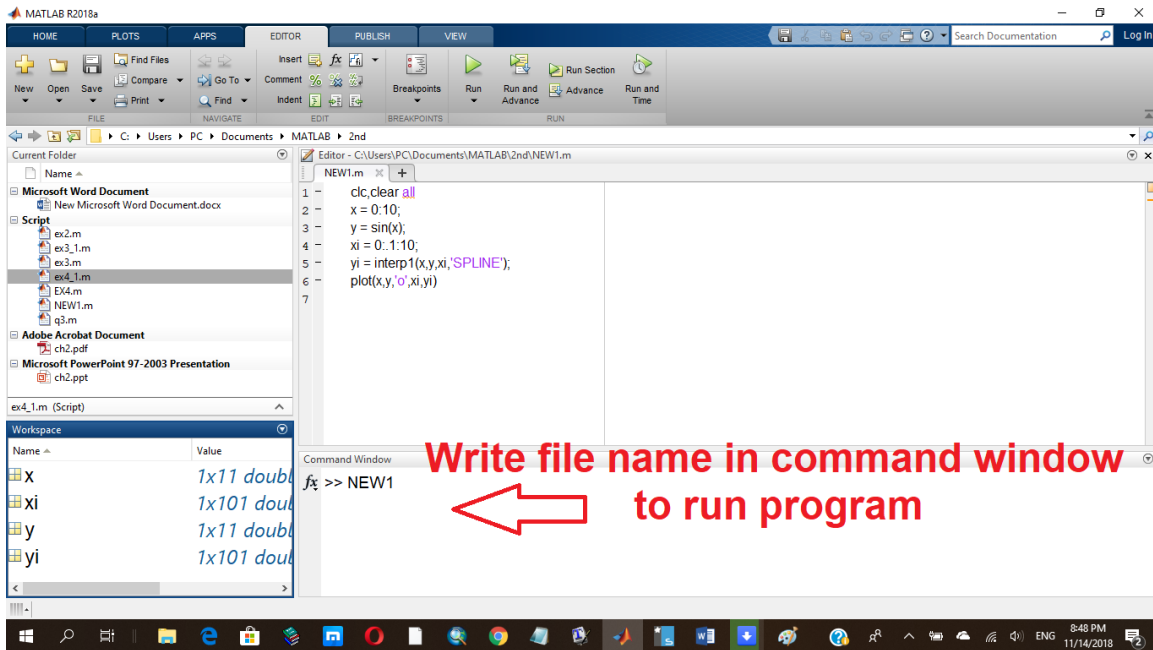 MATLAB R2018a
HOME PLOTS APPS EDITOR PUBLISH VIEW
Search Documentation
Log In
New Open Save
Find Files
Compare
Print
FILE
Go To
Find
NAVIGATE
Insert fx
Comment %
Indent
EDIT
Breakpoints
BREAKPOINTS
Run
Run and Advance
Run Section
Advance
Run and Time
RUN
C: Users PC Documents MATLAB 2nd
Current Folder
Name
Microsoft Word Document
New Microsoft Word Document.docx
Script
ex2.m
ex3_1.m
ex3.m
ex4_1.m
EX4.m
NEW1.m
q3.m
Adobe Acrobat Document
ch2.pdf
Microsoft PowerPoint 97-2003 Presentation
ch2.ppt
ex4_1.m (Script)
Workspace
Name Value
x 1x11 doubl
xi 1x101 doul
y 1x11 doubl
yi 1x101 doul
Editor - C:\Users\PC\Documents\MATLAB\2nd\NEW1.m
NEW1.m
1 - clc,clear all
2 - x = 0:10;
3 - y = sin(x);
4 - xi = 0:.1:10;
5 - yi = interp1(x,y,xi,'SPLINE');
6 - plot(x,y,'o',xi,yi)
7
Command Window
fx >> NEW1
Write file name in command window
to run program
ENG
8:48 PM
11/14/2018
2